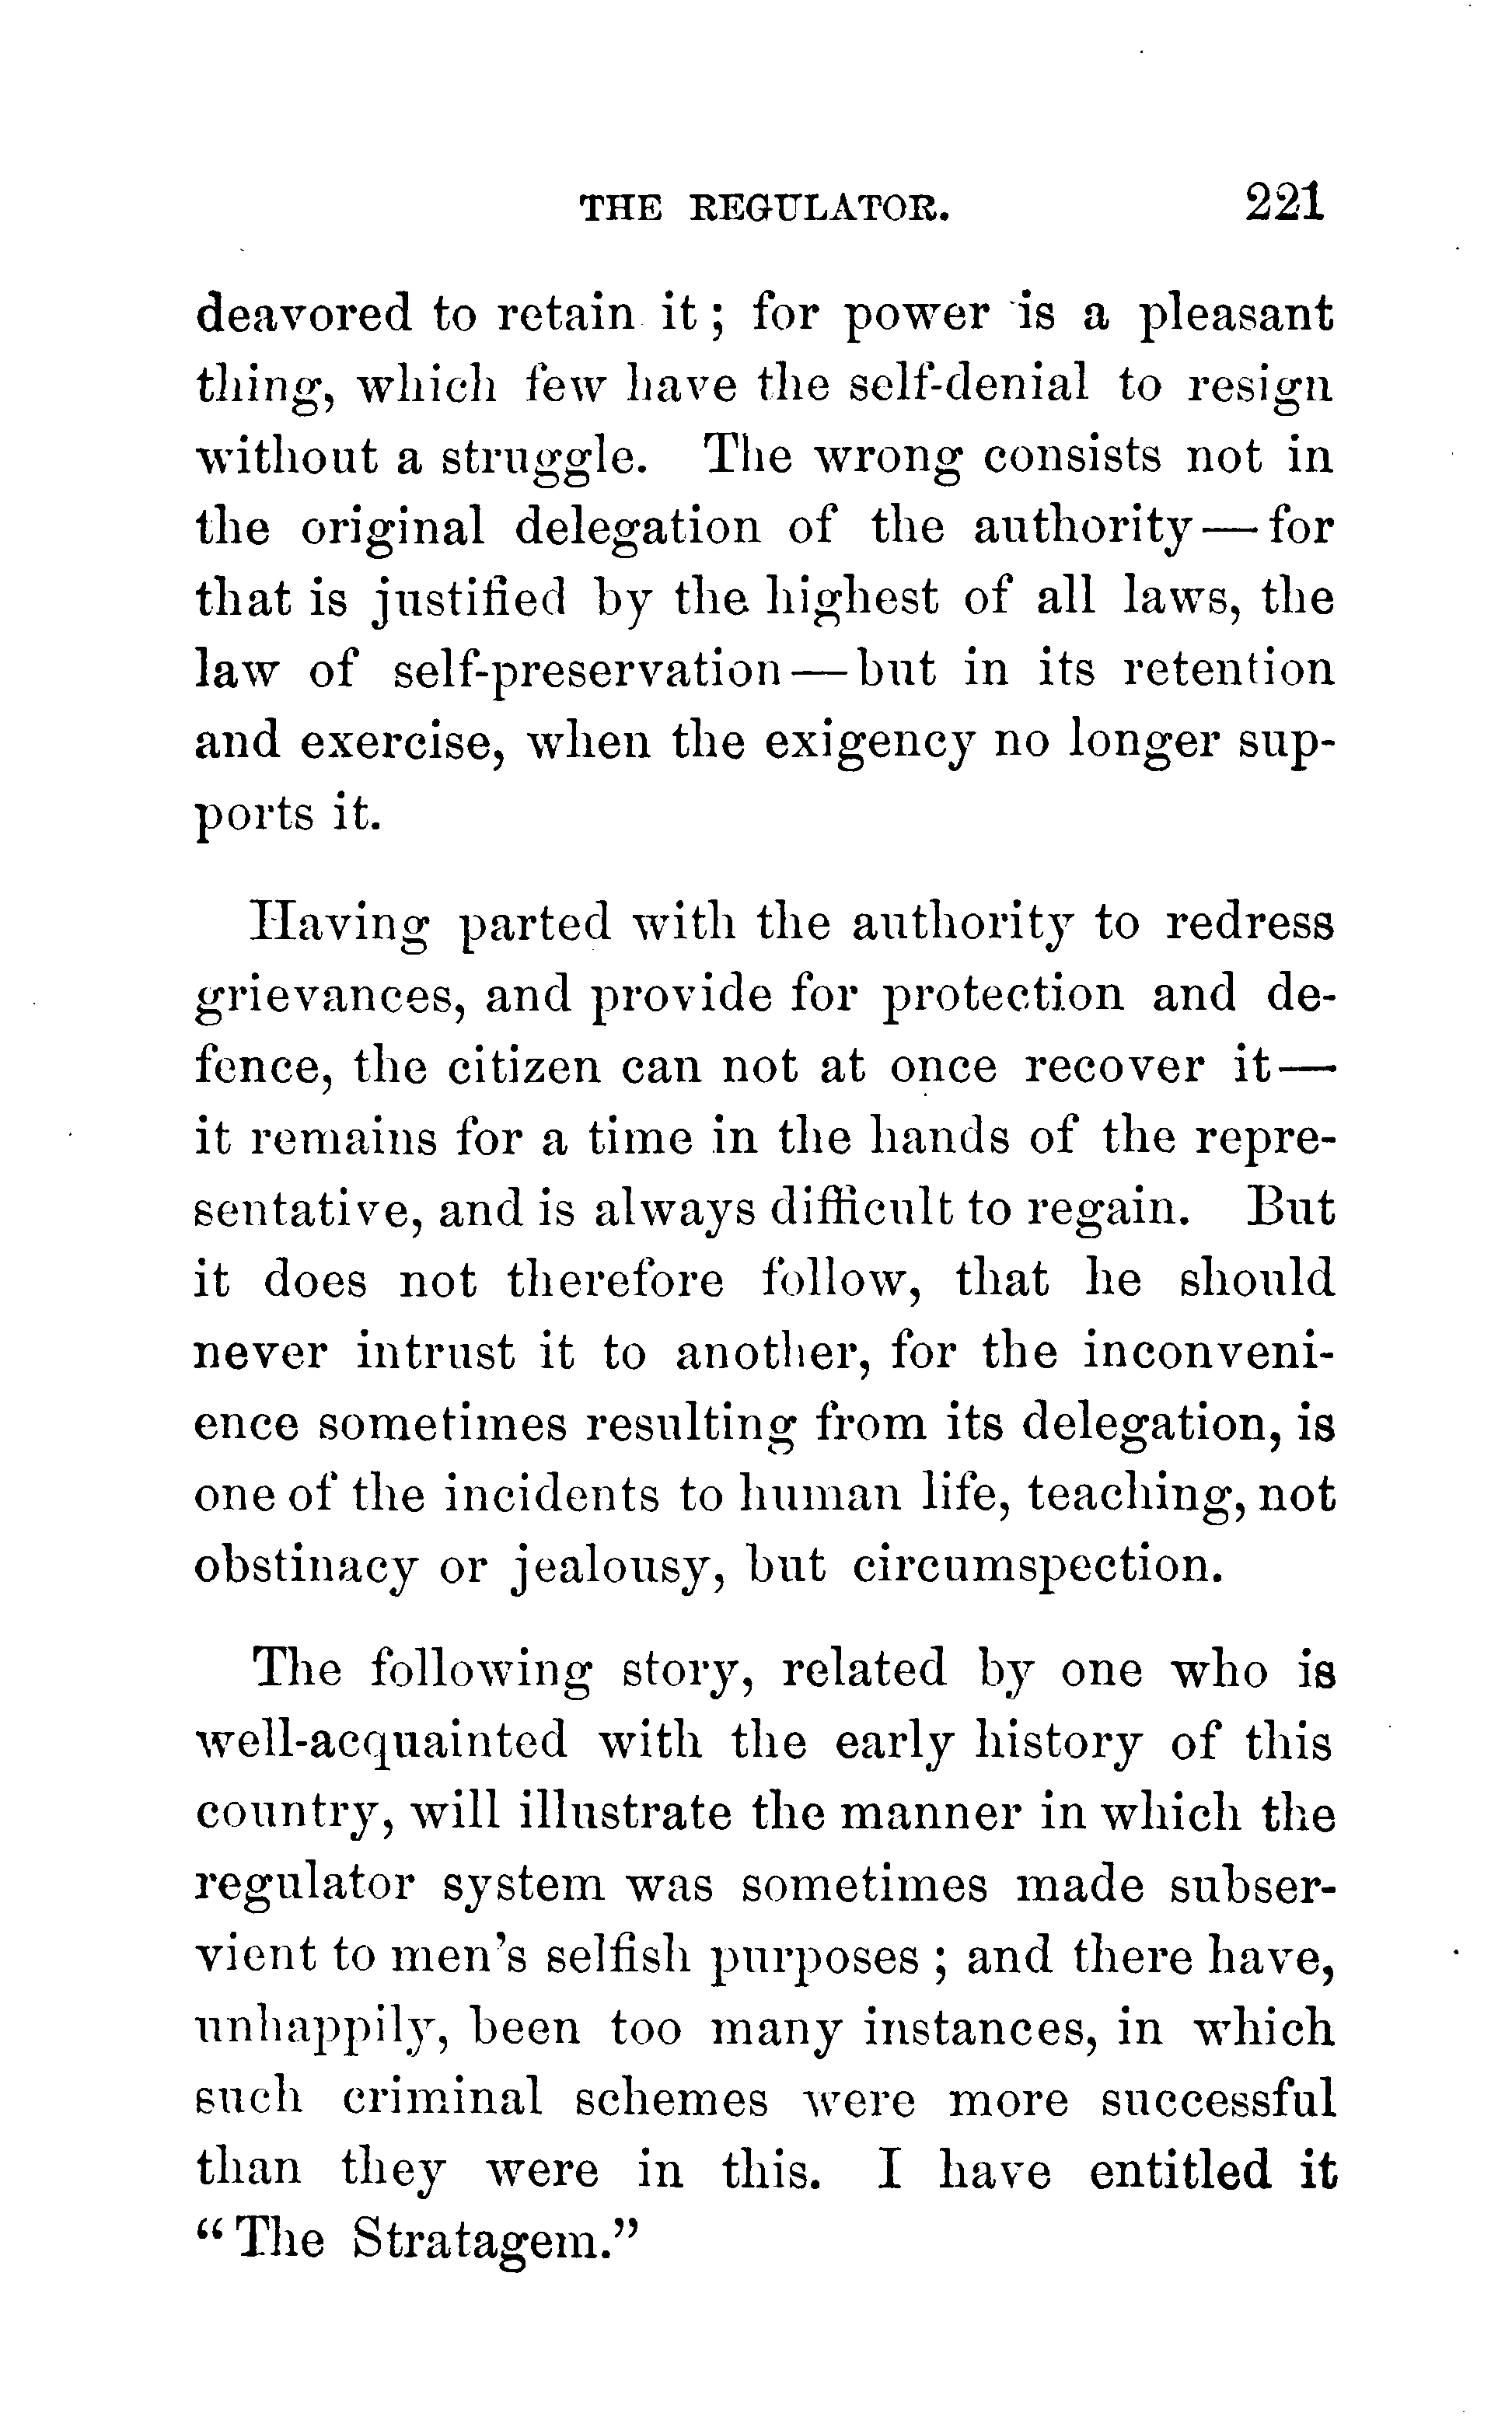 THE REGULATOR. 221
deavored to retain it; for power is a pleasant
thing, which few have the self-denial to resign
without a struggle. The wrong consists not in
the original delegation of the authority—for
that is justified by the highest of all laws, the
law of self-preservation—but in its retention
and exercise, when the exigency no longer sup-
ports it.
Having parted with the authority to redress
grievances, and provide for protection and de-
fence, the citizen can not at once recover it—
it remains for a time in the hands of the repre-
sentative, and is always difficult to regain. But
it does not therefore follow, that he should
never intrust it to another, for the inconveni-
ence sometimes resulting from its delegation, is
one of the incidents to human life, teaching, not
obstinacy or jealousy, but circumspection.
The following story, related by one who is
well-acquainted with the early history of this
country, will illustrate the manner in which the
regulator system was sometimes made subser-
vient to men's selfish purposes; and there have,
unhappily, been too many instances, in which
such criminal schemes were more successful
than they were in this. I have entitled it
"The Stratagem."